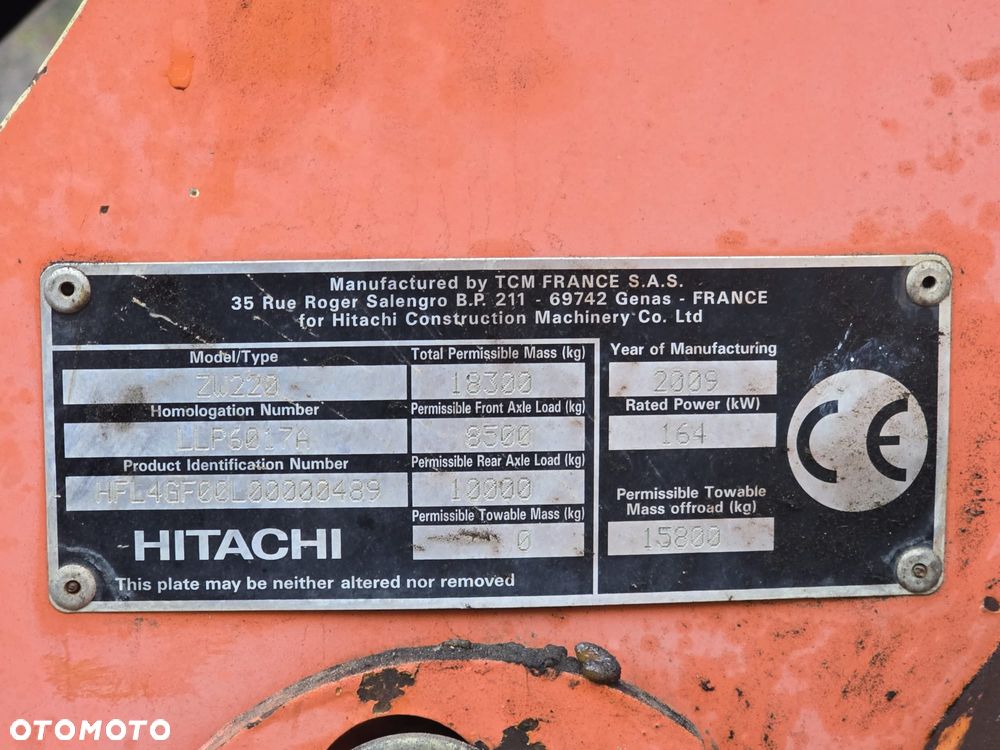 Manufactured by TCM FRANCE S.A.S.
35 Rue Roger Salengro B.P. 211 - 69742 Genas - FRANCE
for Hitachi Construction Machinery Co. Ltd
Model/Type
ZW220
Homologation Number
LLP6017A
Product Identification Number
HFL4GF00L00000489
HITACHI
This plate may be neither altered nor removed
Total Permissible Mass (kg)
18300
Permissible Front Axle Load (kg)
8500
Permissible Rear Axle Load (kg)
10000
Permissible Towable Mass (kg)
0
Year of Manufacturing
2009
Rated Power (kW)
164
Permissible Towable
Mass offroad (kg)
15800
CE
OTOMOTO